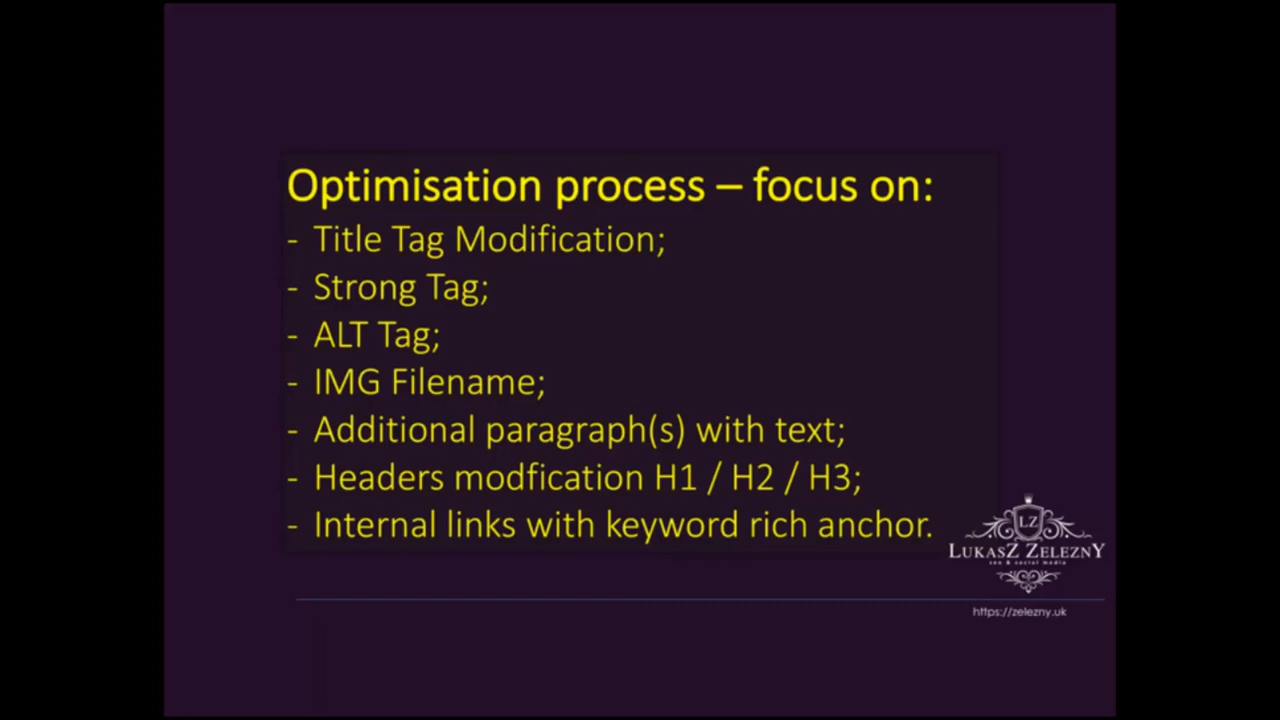 Optimisation process – focus on:
- Title Tag Modification;
- Strong Tag;
- ALT Tag;
- IMG Filename;
- Additional paragraph(s) with text;
- Headers modfication H1 / H2 / H3;
- Internal links with keyword rich anchor.
LZ
LUKASZ ZELEZNY
seo & social media
https://zelezny.uk